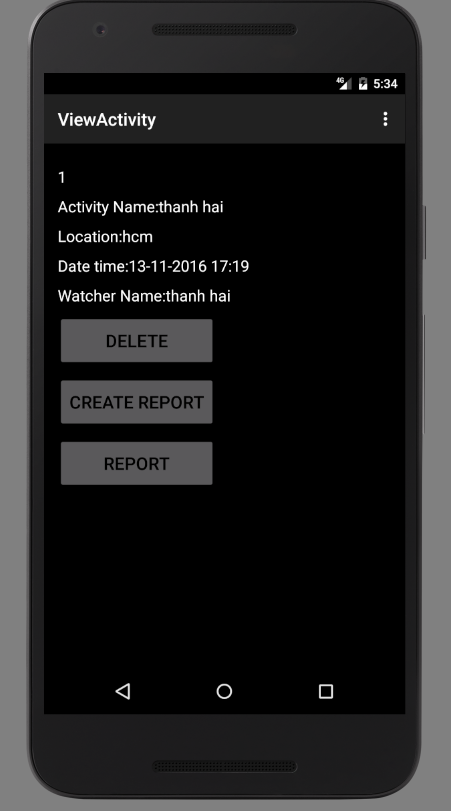 4G 5:34
ViewActivity
1
Activity Name:thanh hai
Location:hcm
Date time:13-11-2016 17:19
Watcher Name:thanh hai
DELETE
CREATE REPORT
REPORT